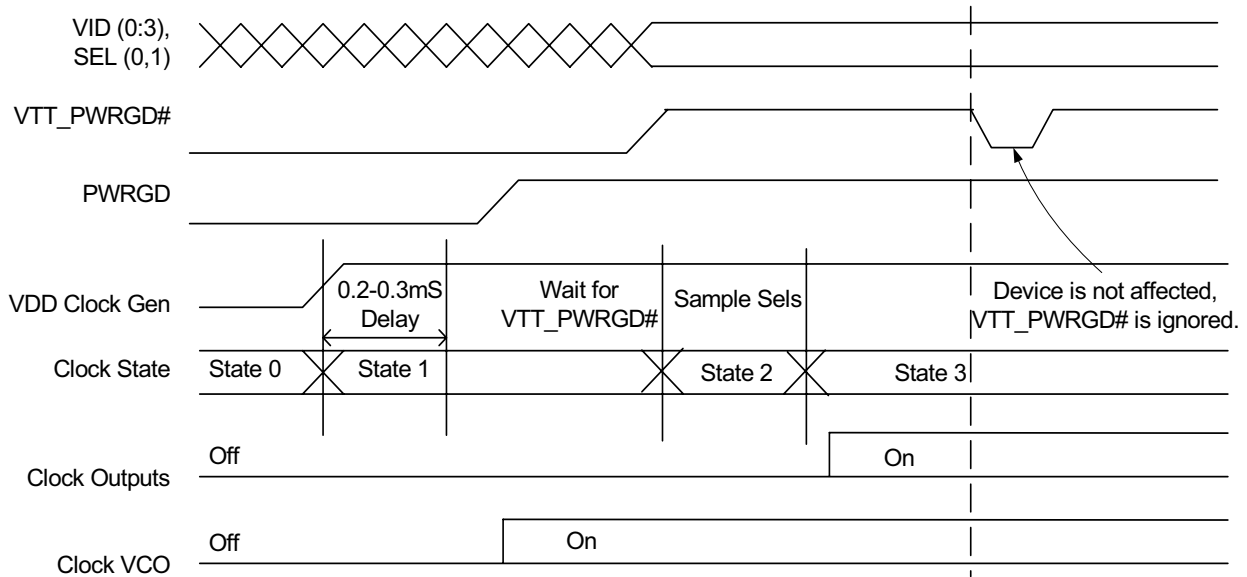 VID (0:3),
SEL (0,1)
VTT_PWRGD#
PWRGD
VDD Clock Gen
0.2-0.3mS
Delay
Wait for
VTT_PWRGD#
Sample Sels
Device is not affected,
VTT_PWRGD# is ignored.
Clock State
State 0
State 1
State 2
State 3
Clock Outputs
Off
On
Clock VCO
Off
On